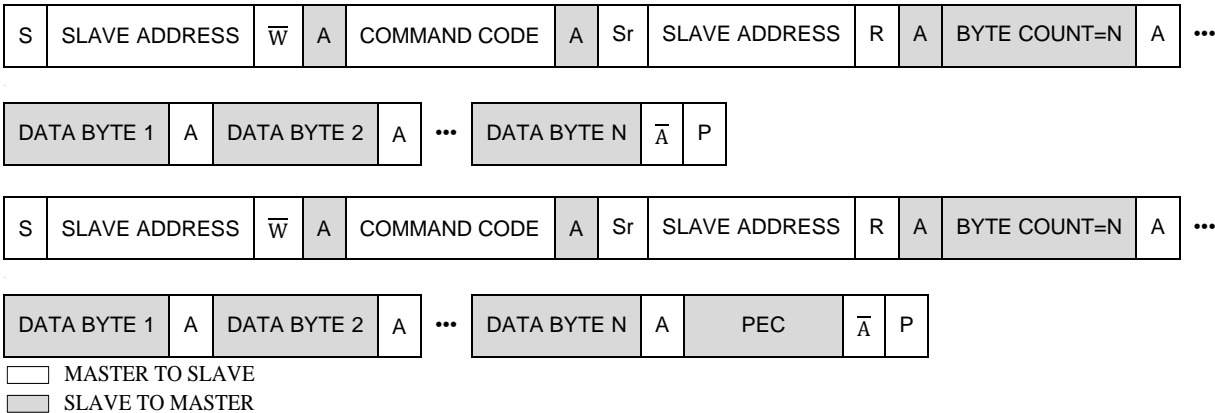 S SLAVE ADDRESS W̅ A COMMAND CODE A Sr SLAVE ADDRESS R A BYTE COUNT=N A •••
DATA BYTE 1 A DATA BYTE 2 A ••• DATA BYTE N A̅ P
S SLAVE ADDRESS W̅ A COMMAND CODE A Sr SLAVE ADDRESS R A BYTE COUNT=N A •••
DATA BYTE 1 A DATA BYTE 2 A ••• DATA BYTE N A PEC A̅ P
MASTER TO SLAVE
SLAVE TO MASTER